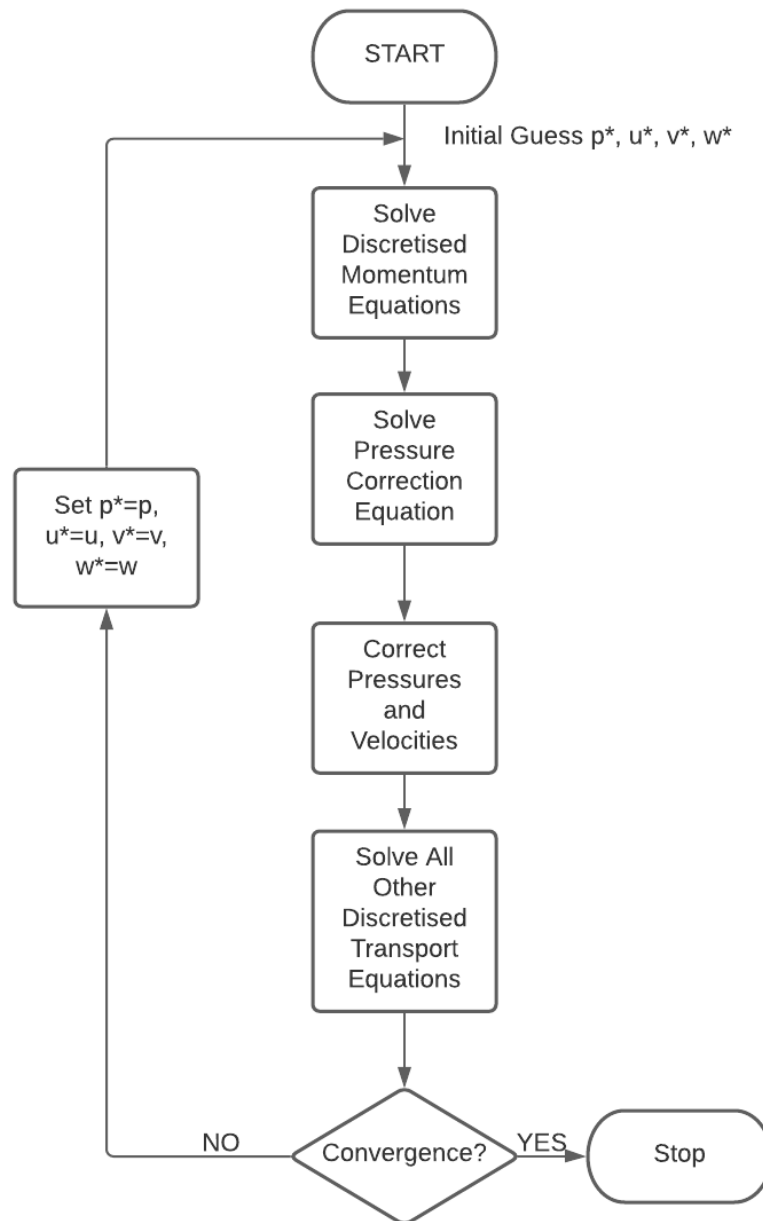 START
Initial Guess p*, u*, v*, w*
Solve
Discretised
Momentum
Equations
Solve
Pressure
Correction
Equation
Set p*=p,
u*=u, v*=v,
w*=w
Correct
Pressures
and
Velocities
Solve All
Other
Discretised
Transport
Equations
NO
Convergence?
YES
Stop